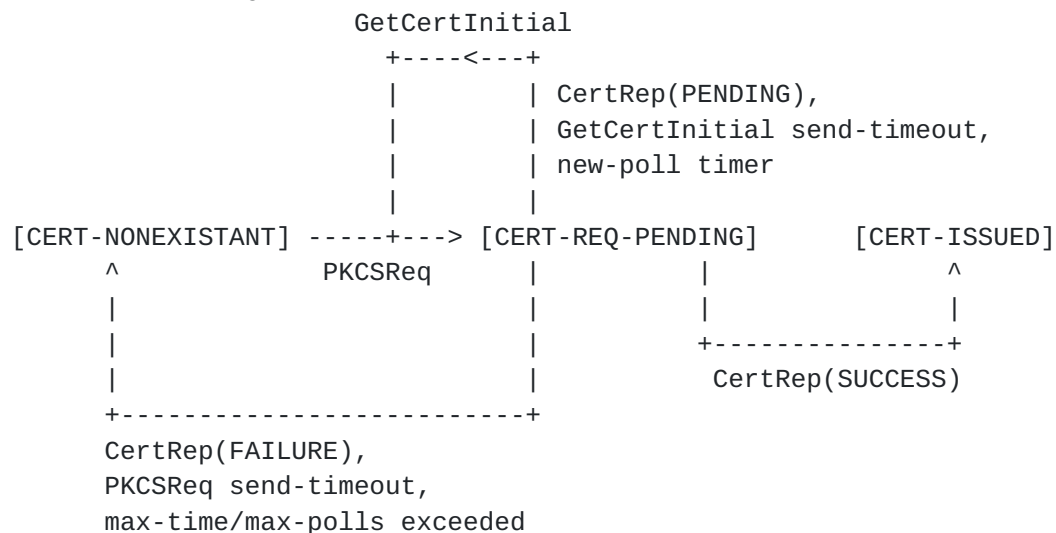 GetCertInitial
+----<---+
|        | CertRep(PENDING),
|        | GetCertInitial send-timeout,
|        | new-poll timer
|        |
[CERT-NONEXISTANT] -----+---> [CERT-REQ-PENDING]      [CERT-ISSUED]
^            PKCSReq      |          |               ^
|                         |          |               |
|                         |          +---------------+
|                         |           CertRep(SUCCESS)
+--------------------------+
CertRep(FAILURE),
PKCSReq send-timeout,
max-time/max-polls exceeded